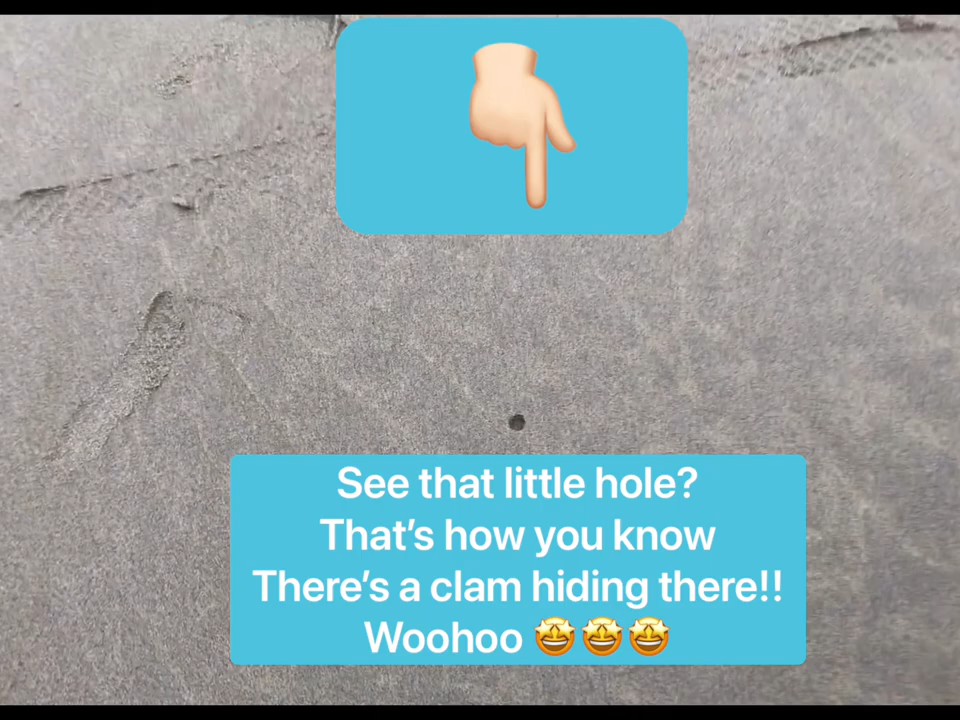 See that little hole?
That's how you know
There's a clam hiding there!!
Woohoo 🤩🤩🤩